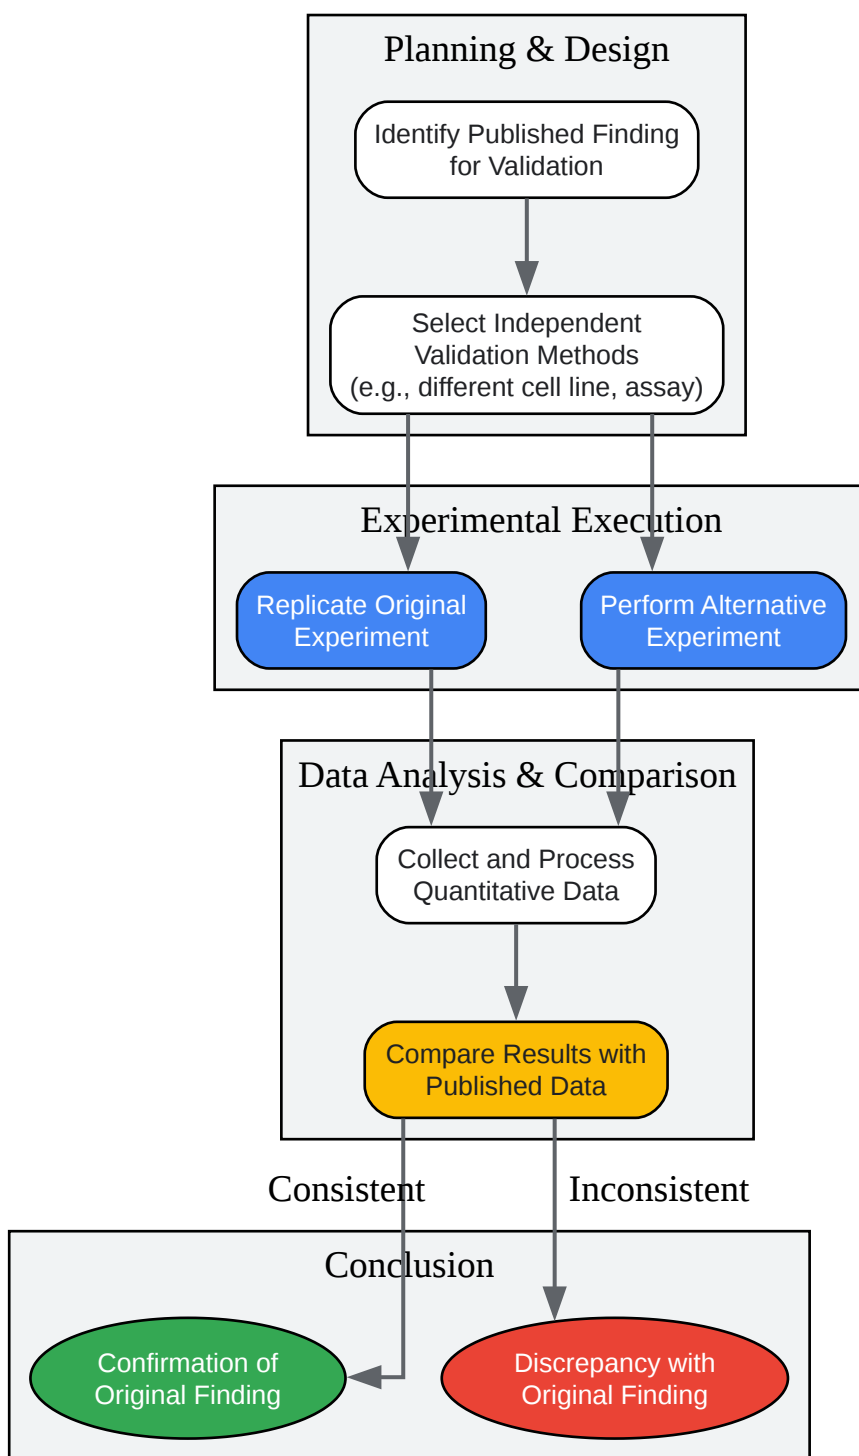 Planning & Design
Identify Published Finding
for Validation
Select Independent
Validation Methods
(e.g., different cell line, assay)
Experimental Execution
Replicate Original
Experiment
Perform Alternative
Experiment
Data Analysis & Comparison
Collect and Process
Quantitative Data
Compare Results with
Published Data
Consistent
Inconsistent
Conclusion
Confirmation of
Original Finding
Discrepancy with
Original Finding